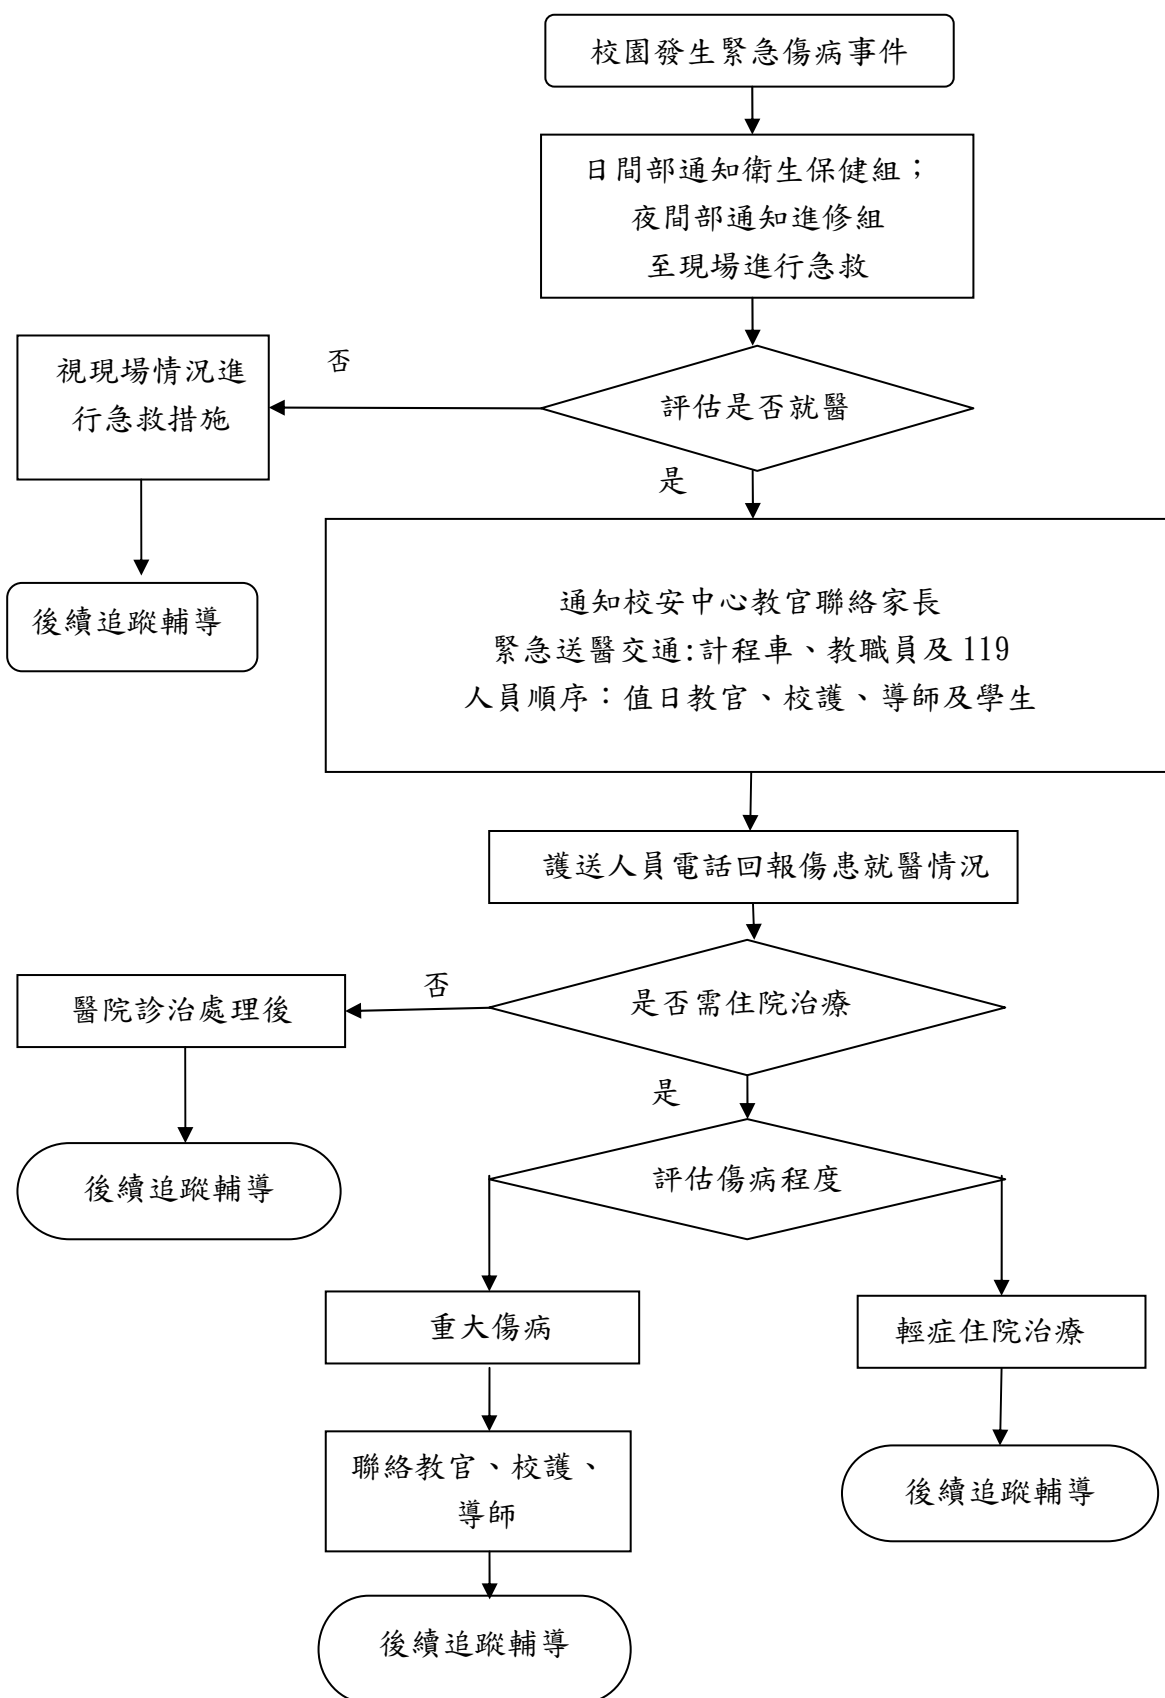 校園發生緊急傷病事件
日間部通知衛生保健組；
夜間部通知進修組
至現場進行急救
評估是否就醫
否
視現場情況進
行急救措施
後續追蹤輔導
是
通知校安中心教官聯絡家長
緊急送醫交通:計程車、教職員及 119
人員順序：值日教官、校護、導師及學生
護送人員電話回報傷患就醫情況
是否需住院治療
否
醫院診治處理後
後續追蹤輔導
是
評估傷病程度
重大傷病
聯絡教官、校護、
導師
後續追蹤輔導
輕症住院治療
後續追蹤輔導